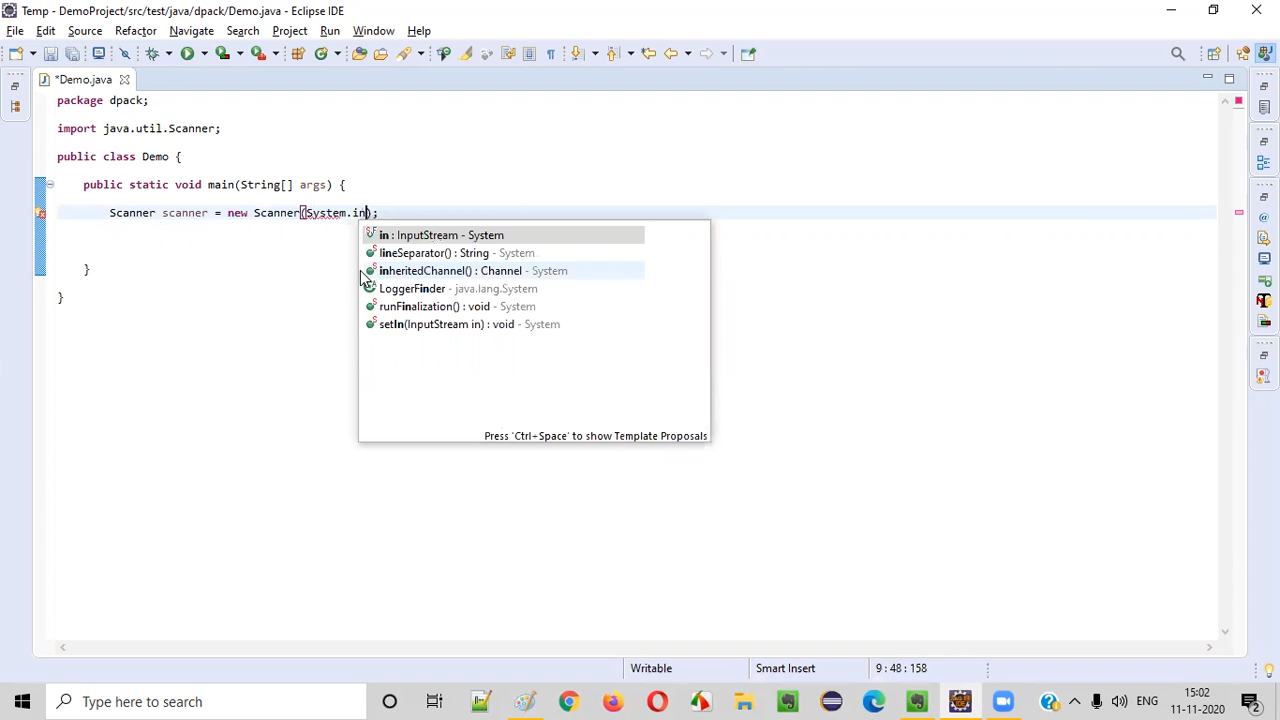 Temp - DemoProject/src/test/java/dpack/Demo.java - Eclipse IDE
File Edit Source Refactor Navigate Search Project Run Window Help
*Demo.java
package dpack;
import java.util.Scanner;
public class Demo {
public static void main(String[] args) {
Scanner scanner = new Scanner(System.in);
in : InputStream - System
lineSeparator() : String - System
inheritedChannel() : Channel - System
LoggerFinder - java.lang.System
runFinalization() : void - System
setIn(InputStream in) : void - System
}
}
Press 'Ctrl+Space' to show Template Proposals
Writable Smart Insert 9 : 48 : 158
Type here to search
ENG
15:02
11-11-2020
2